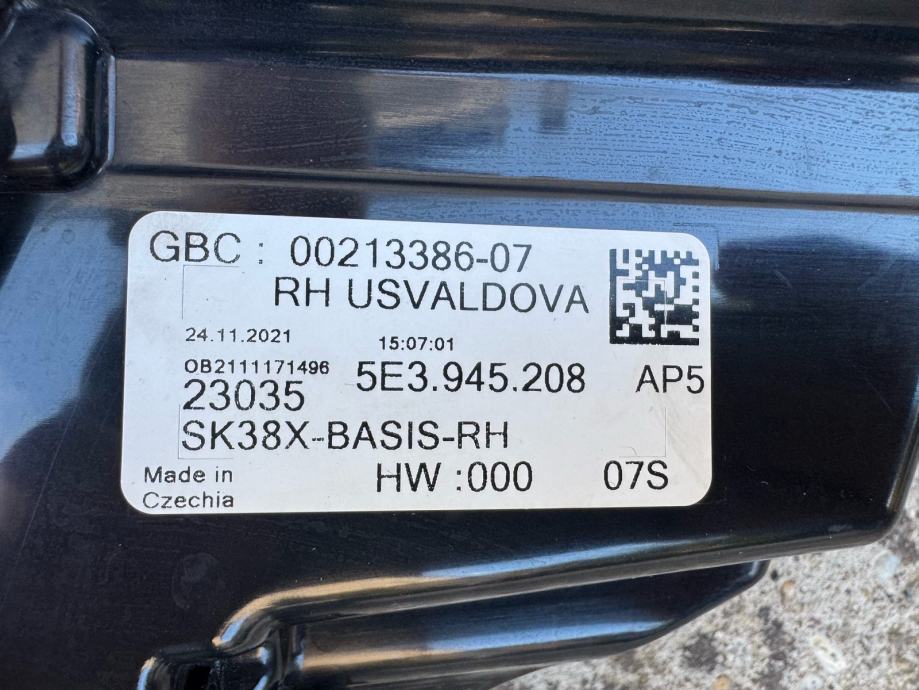 GBC : 00213386-07
RH USVALDOVA
24.11.2021 15:07:01
OB2111171496 5E3.945.208 AP5
23035
SK38X-BASIS-RH
Made in HW :000 07S
Czechia